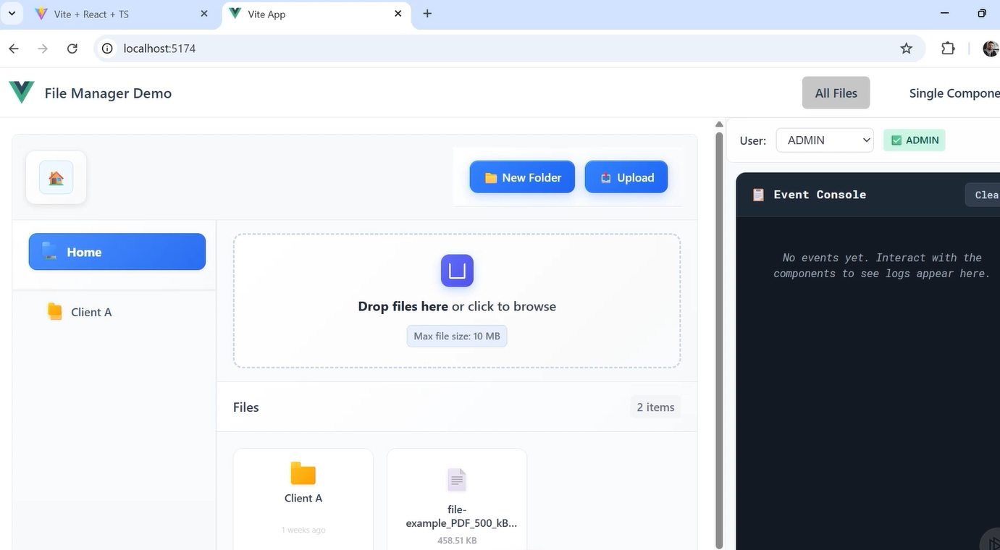 Vite + React + TS
Vite App
localhost:5174
File Manager Demo
All Files
Single Compone
User:
ADMIN
ADMIN
New Folder
Upload
Event Console
Clea
Home
No events yet. Interact with the
components to see logs appear here.
Drop files here or click to browse
Client A
Max file size: 10 MB
Files
2 items
Client A
1 weeks ago
file-
example_PDF_500_kB...
458.51 KB